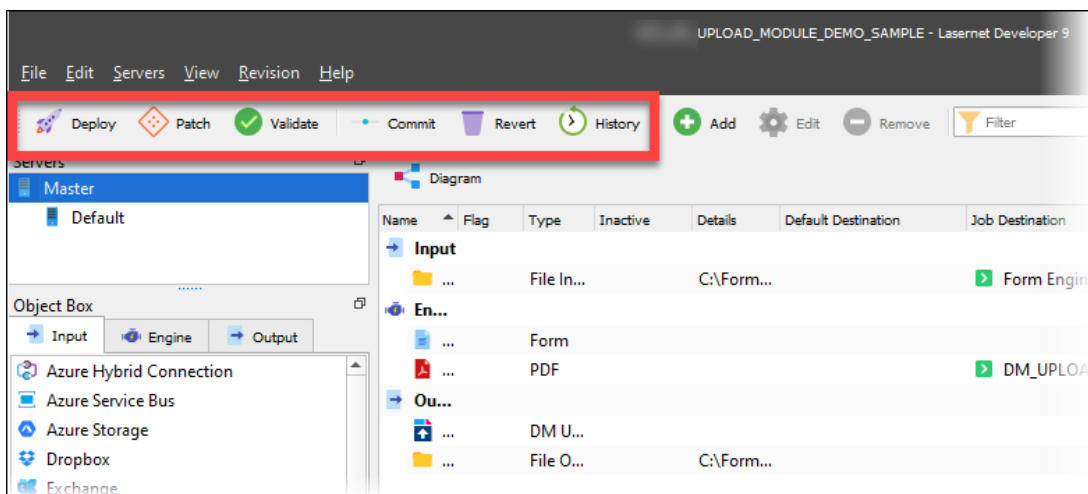 UPLOAD_MODULE_DEMO_SAMPLE - Lasernet Developer 9
File Edit Servers View Revision Help
Deploy Patch Validate Commit Revert History Add Edit Remove Filter
Servers
Diagram
Master
Default
Name Flag Type Inactive Details Default Destination Job Destination
Input
... File In... C:\Form... Form Engin
Object Box
En...
Input Engine Output
... Form
Azure Hybrid Connection
... PDF DM_UPLOA
Azure Service Bus
Ou...
Azure Storage
... DM U...
Dropbox
... File O... C:\Form...
Exchange